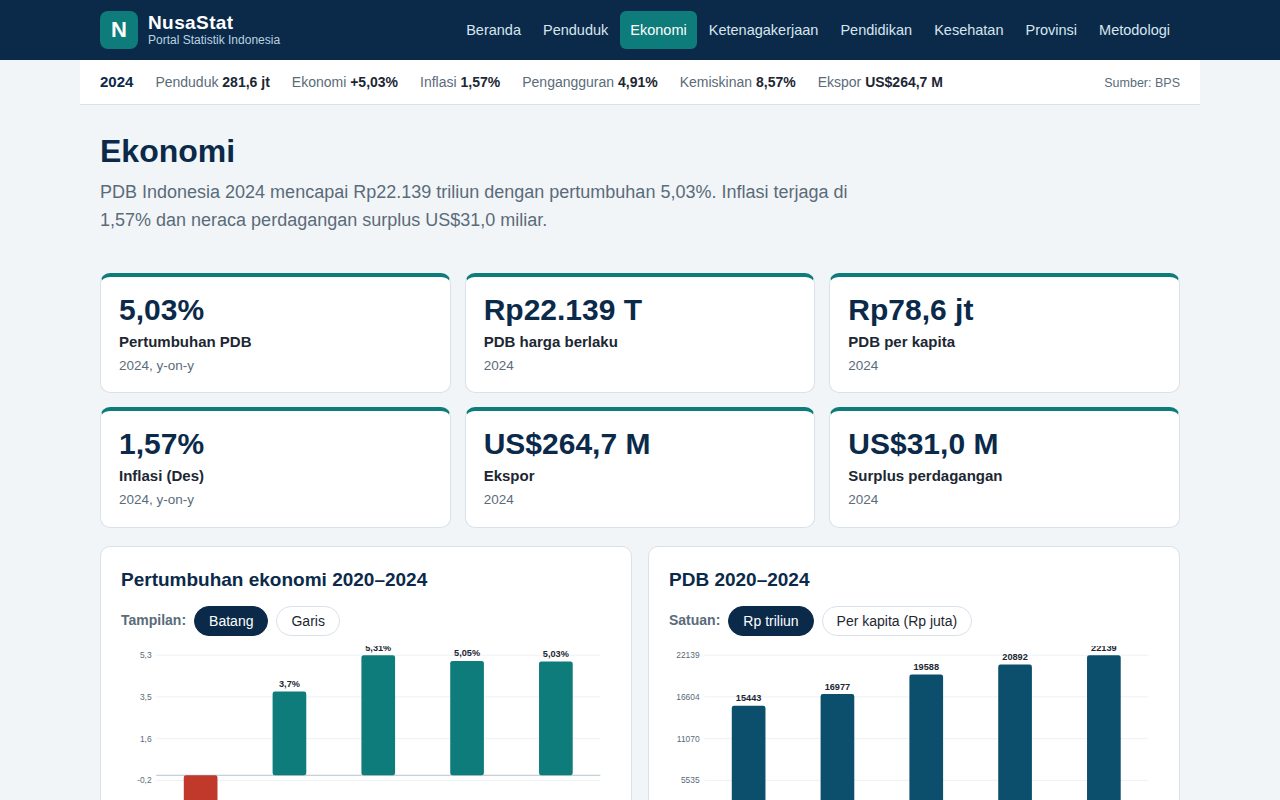 N
NusaStat
Portal Statistik Indonesia
Beranda Penduduk Ekonomi Ketenagakerjaan Pendidikan Kesehatan Provinsi Metodologi
2024 Penduduk 281,6 jt Ekonomi +5,03% Inflasi 1,57% Pengangguran 4,91% Kemiskinan 8,57% Ekspor US$264,7 M Sumber: BPS
Ekonomi
PDB Indonesia 2024 mencapai Rp22.139 triliun dengan pertumbuhan 5,03%. Inflasi terjaga di
1,57% dan neraca perdagangan surplus US$31,0 miliar.
5,03%
Pertumbuhan PDB
2024, y-on-y
Rp22.139 T
PDB harga berlaku
2024
Rp78,6 jt
PDB per kapita
2024
1,57%
Inflasi (Des)
2024, y-on-y
US$264,7 M
Ekspor
2024
US$31,0 M
Surplus perdagangan
2024
Pertumbuhan ekonomi 2020–2024
Tampilan: Batang Garis
5,3
3,5
1,6
-0,2
3,7%
5,31%
5,05%
5,03%
PDB 2020–2024
Satuan: Rp triliun Per kapita (Rp juta)
22139
16604
11070
5535
15443
16977
19588
20892
22139